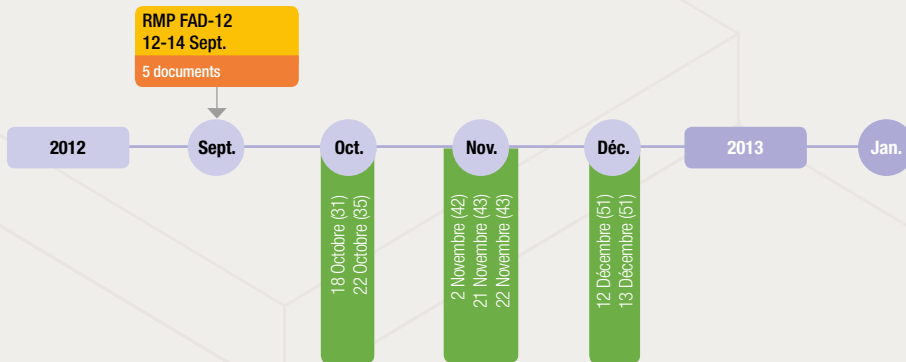 RMP FAD-12
12-14 Sept.
5 documents
2012
Sept.
Oct.
Nov.
Déc.
2013
Jan.
18 Octobre (31)
22 Octobre (35)
2 Novembre (42)
21 Novembre (43)
22 Novembre (43)
12 Décembre (51)
13 Décembre (51)